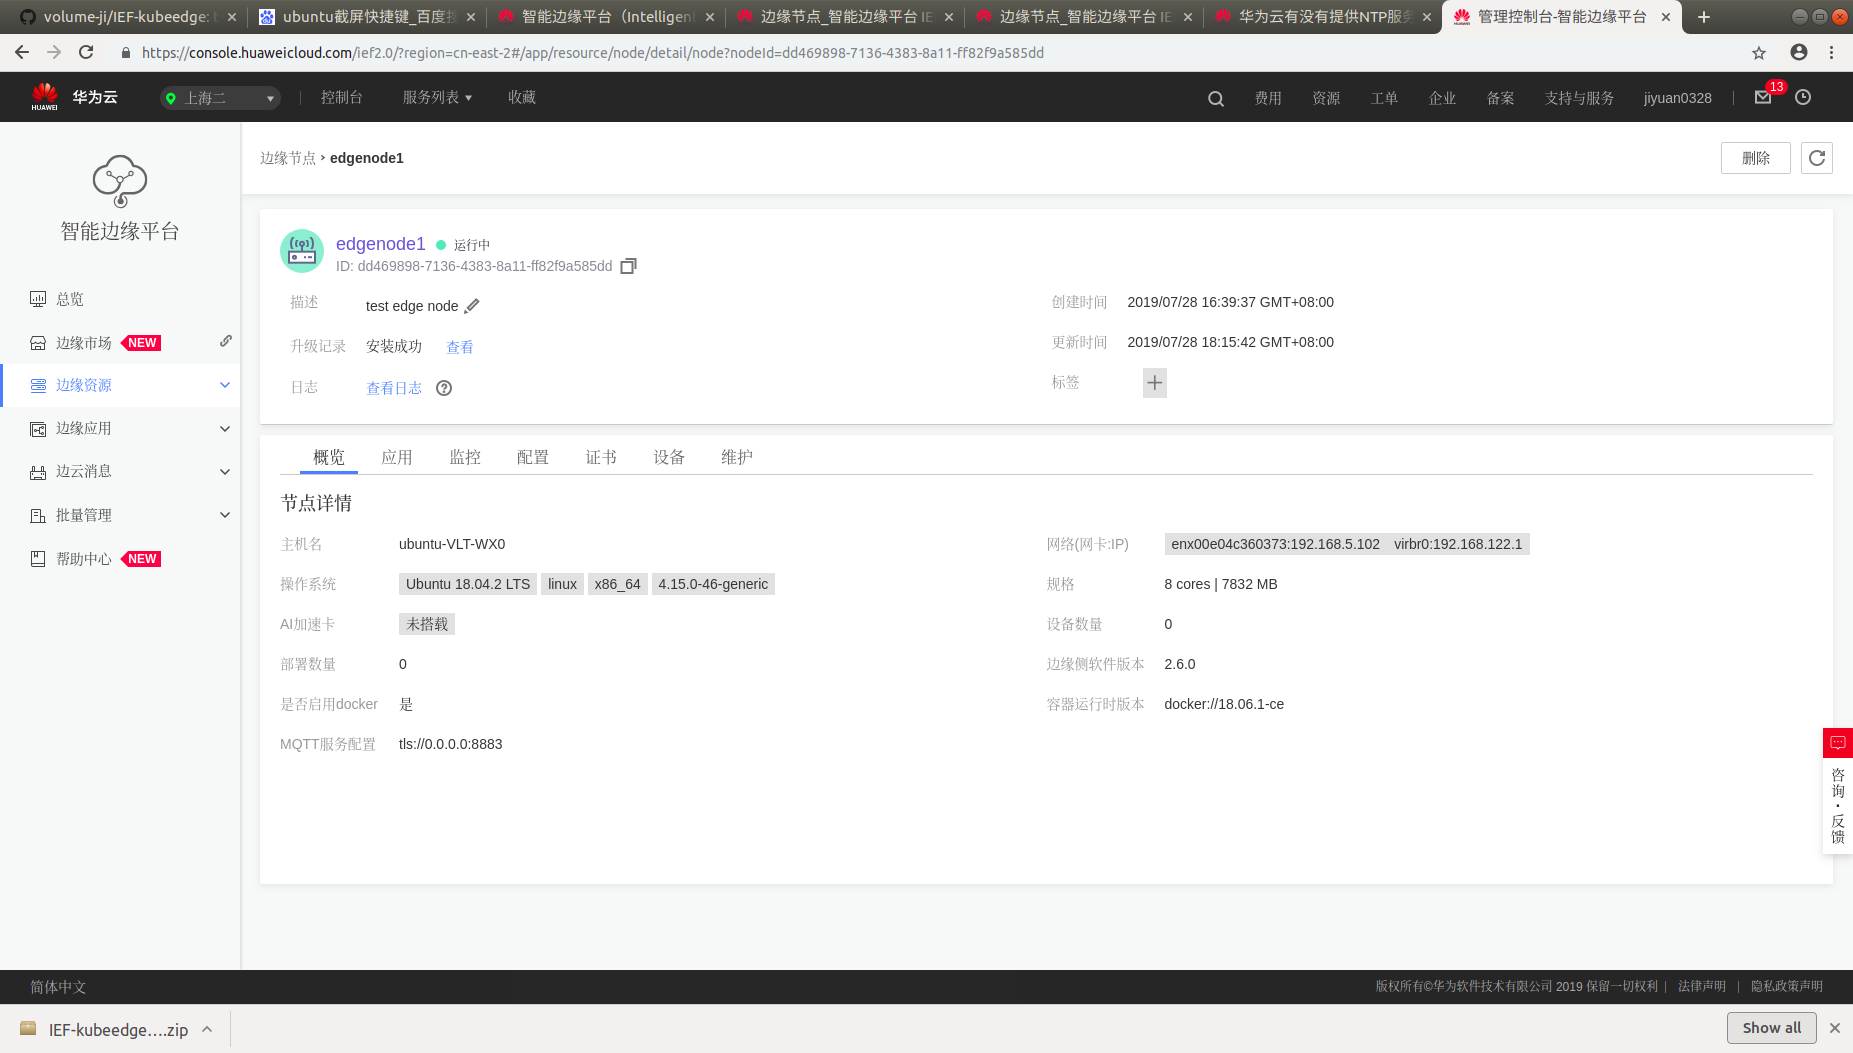 volume-ji/IEF-kubeedge:
ubuntu截屏快捷键_百度
智能边缘平台（Intelligen
边缘节点_智能边缘平台 IE
边缘节点_智能边缘平台 IE
华为云有没有提供NTP服
管理控制台-智能边缘平台
https://console.huaweicloud.com/ief2.0/?region=cn-east-2#/app/resource/node/detail/node?nodeId=dd469898-7136-4383-8a11-ff82f9a585dd
HUAWEI 华为云 上海二 控制台 服务列表 收藏 费用 资源 工单 企业 备案 支持与服务 jiyuan0328 13
智能边缘平台
总览
边缘市场 NEW
边缘资源
边缘应用
边云消息
批量管理
帮助中心 NEW
边缘节点 › edgenode1
删除
edgenode1 运行中
ID: dd469898-7136-4383-8a11-ff82f9a585dd
描述 test edge node
创建时间 2019/07/28 16:39:37 GMT+08:00
升级记录 安装成功 查看
更新时间 2019/07/28 18:15:42 GMT+08:00
日志 查看日志
标签
概览 应用 监控 配置 证书 设备 维护
节点详情
主机名 ubuntu-VLT-WX0
网络(网卡:IP) enx00e04c360373:192.168.5.102 virbr0:192.168.122.1
操作系统 Ubuntu 18.04.2 LTS linux x86_64 4.15.0-46-generic
规格 8 cores | 7832 MB
AI加速卡 未搭载
设备数量 0
部署数量 0
边缘侧软件版本 2.6.0
是否启用docker 是
容器运行时版本 docker://18.06.1-ce
MQTT服务配置 tls://0.0.0.0:8883
咨询·反馈
简体中文
版权所有©华为软件技术有限公司 2019 保留一切权利 | 法律声明 | 隐私政策声明
IEF-kubeedge….zip
Show all